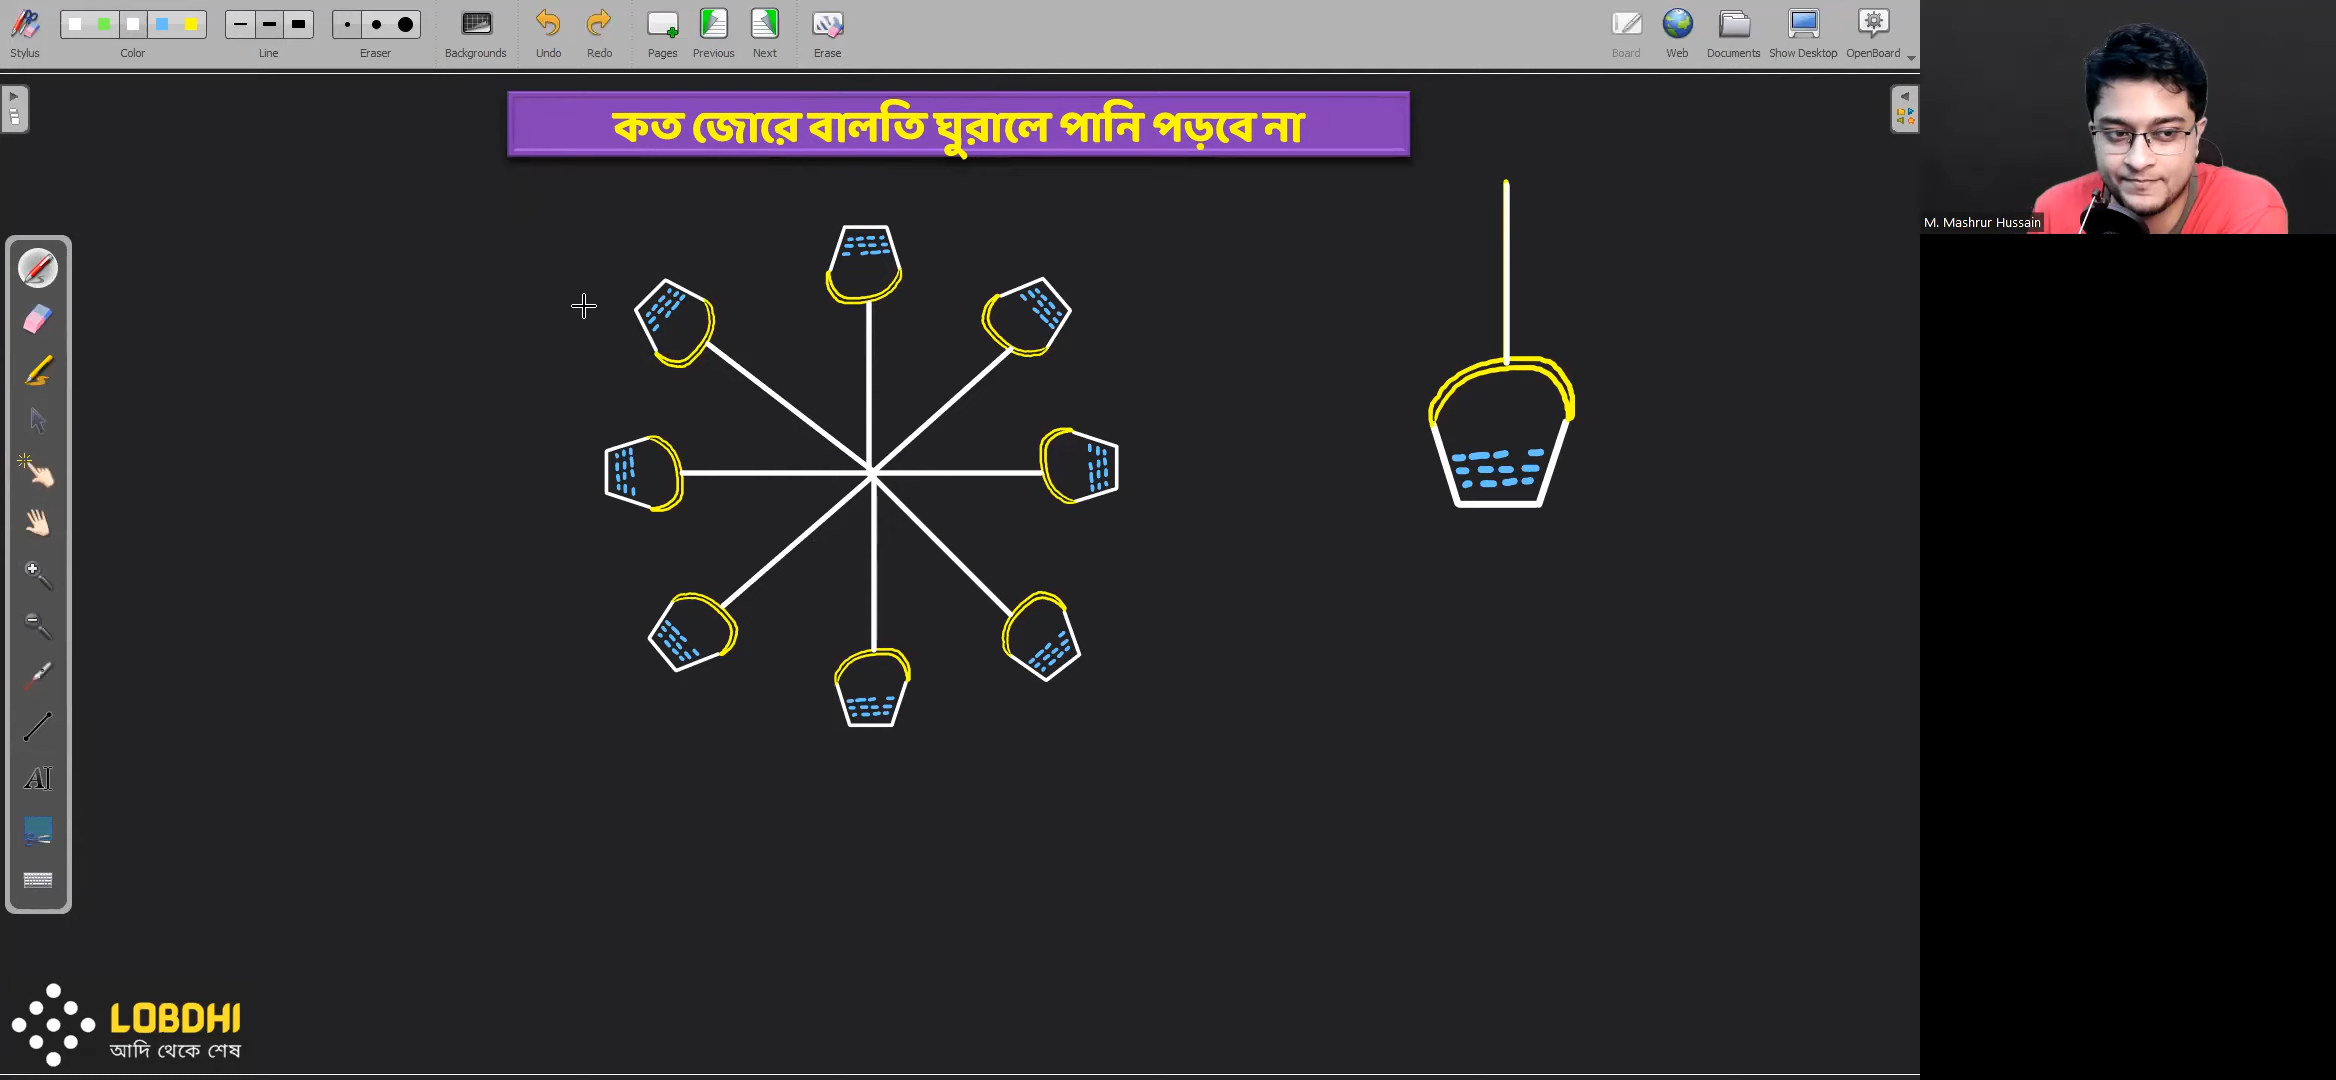 Stylus
Color
Line
Eraser
Backgrounds
Undo
Redo
Pages
Previous
Next
Erase
Board
Web
Documents
Show Desktop
OpenBoard
কত জোরে বালতি ঘুরালে পানি পড়বে না
M. Mashrur Hussain
AI
LOBDHI
আদি থেকে শেষ